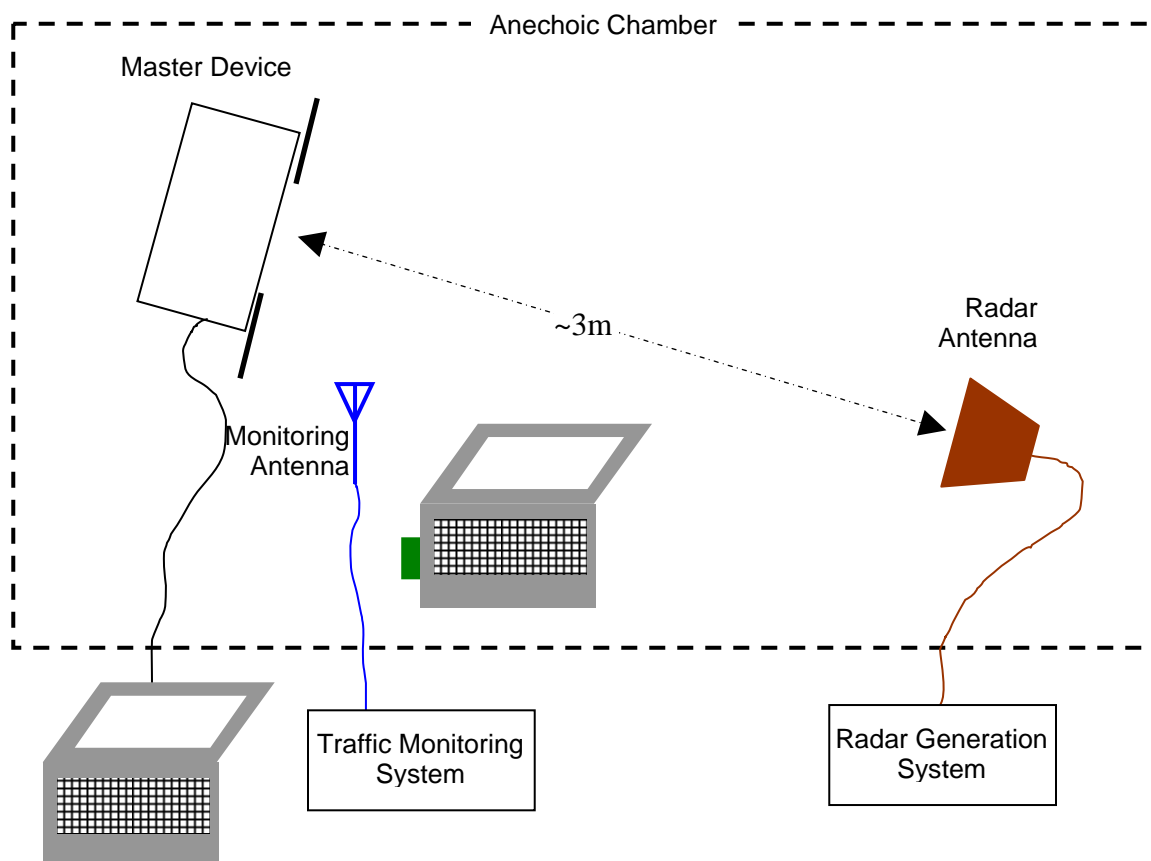 Anechoic Chamber
Master Device
~3m
Radar
Antenna
Monitoring
Antenna
Traffic Monitoring
System
Radar Generation
System